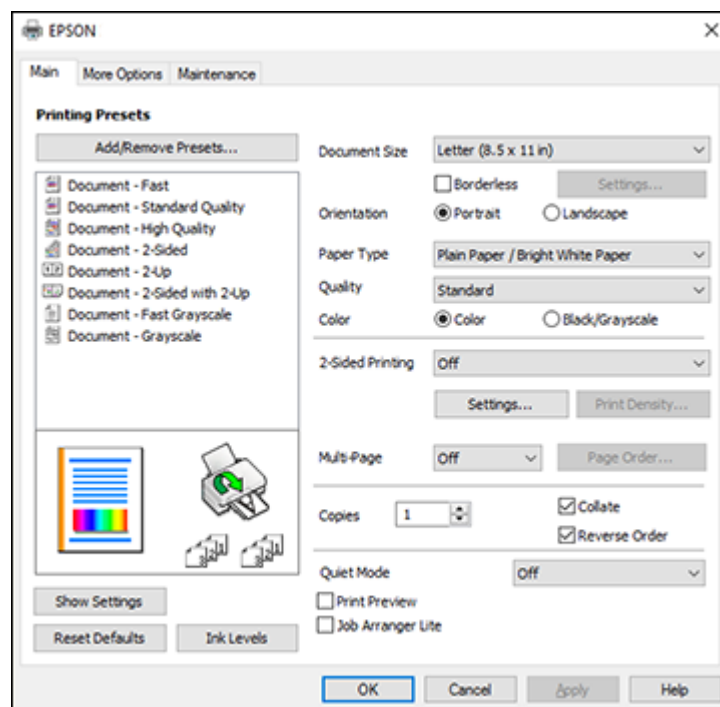 EPSON
Main More Options Maintenance
Printing Presets
Add/Remove Presets...
Document - Fast
Document - Standard Quality
Document - High Quality
Document - 2-Sided
Document - 2-Up
Document - 2-Sided with 2-Up
Document - Fast Grayscale
Document - Grayscale
Show Settings
Reset Defaults Ink Levels
Document Size Letter (8.5 x 11 in)
Borderless Settings...
Orientation Portrait Landscape
Paper Type Plain Paper / Bright White Paper
Quality Standard
Color Color Black/Grayscale
2-Sided Printing Off
Settings... Print Density...
Multi-Page Off Page Order...
Copies 1 Collate
Reverse Order
Quiet Mode Off
Print Preview
Job Arranger Lite
OK Cancel Apply Help